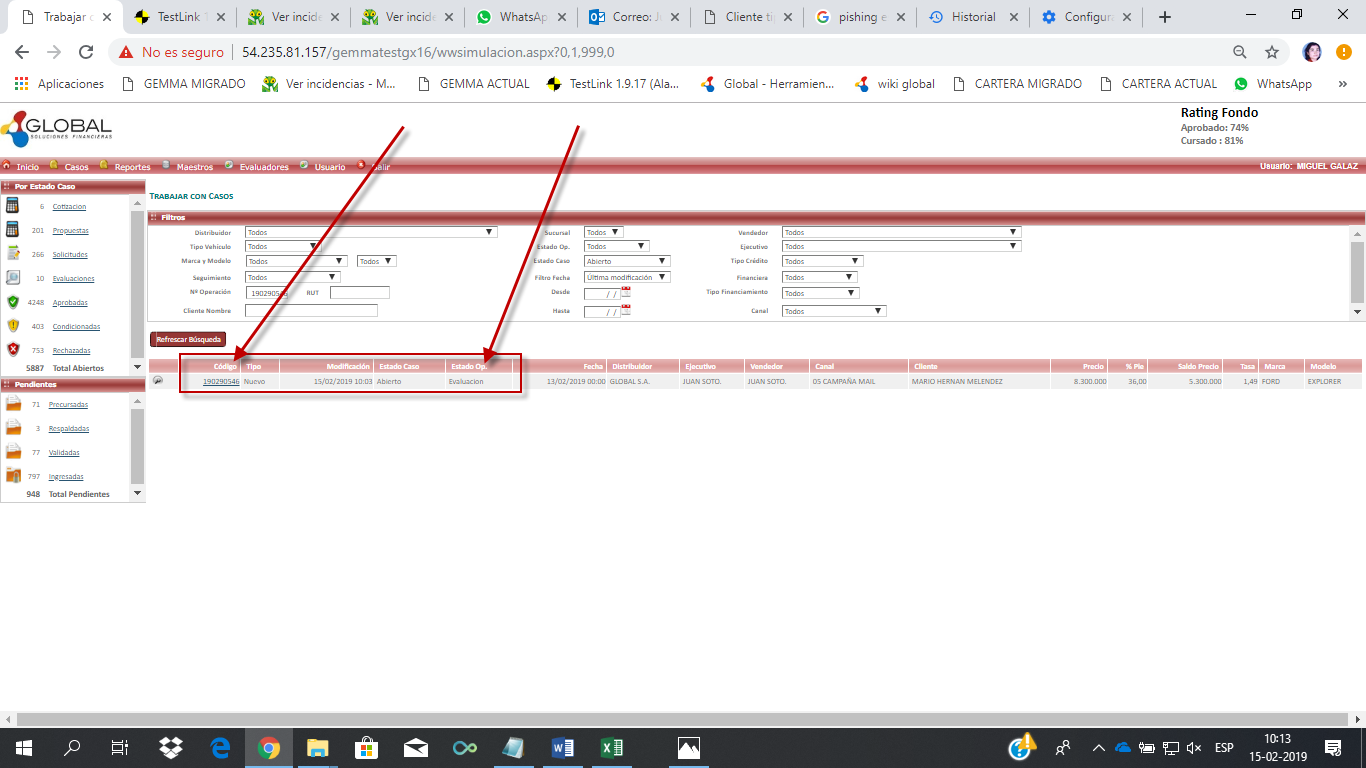 Trabajar c
TestLink 1
Ver incide
Ver incide
WhatsAp
Correo: Ji
Cliente ti
pishing e
Historial
Configura
No es seguro | 54.235.81.157/gemmatestgx16/wwsimulacion.aspx?0,1,999,0
Aplicaciones GEMMA MIGRADO Ver incidencias - M... GEMMA ACTUAL TestLink 1.9.17 (Ala... Global - Herramien... wiki global CARTERA MIGRADO CARTERA ACTUAL WhatsApp »
GLOBAL
SOLUCIONES FINANCIERAS
Rating Fondo
Aprobado: 74%
Cursado : 81%
Inicio Casos Reportes Maestros Evaluadores Usuario Usuario: MIGUEL GALAZ
Por Estado Caso
6 Cotizacion
201 Propuestas
266 Solicitudes
10 Evaluaciones
4248 Aprobadas
403 Condicionadas
753 Rechazadas
5887 Total Abiertos
Pendientes
71 Precursadas
3 Respaldadas
77 Validadas
797 Ingresadas
948 Total Pendientes
TRABAJAR CON CASOS
Filtros
Distribuidor Todos Sucursal Todos Vendedor Todos
Tipo Vehículo Todos Estado Op. Todos Ejecutivo Todos
Marca y Modelo Todos Todos Estado Caso Abierto Tipo Crédito Todos
Seguimiento Todos Filtro Fecha Última modificación Financiera Todos
Nº Operación 190290546 RUT Desde / / Tipo Financiamiento Todos
Cliente Nombre Hasta / / Canal Todos
Refrescar Búsqueda
Código Tipo Modificación Estado Caso Estado Op. Fecha Distribuidor Ejecutivo Vendedor Canal Cliente Precio % Pie Saldo Precio Tasa Marca Modelo
190290546 Nuevo 15/02/2019 10:03 Abierto Evaluacion 13/02/2019 00:00 GLOBAL S.A. JUAN SOTO. JUAN SOTO. 05 CAMPAÑA MAIL MARIO HERNAN MELENDEZ 8.300.000 36,00 5.300.000 1,49 FORD EXPLORER
ESP
10:13
15-02-2019